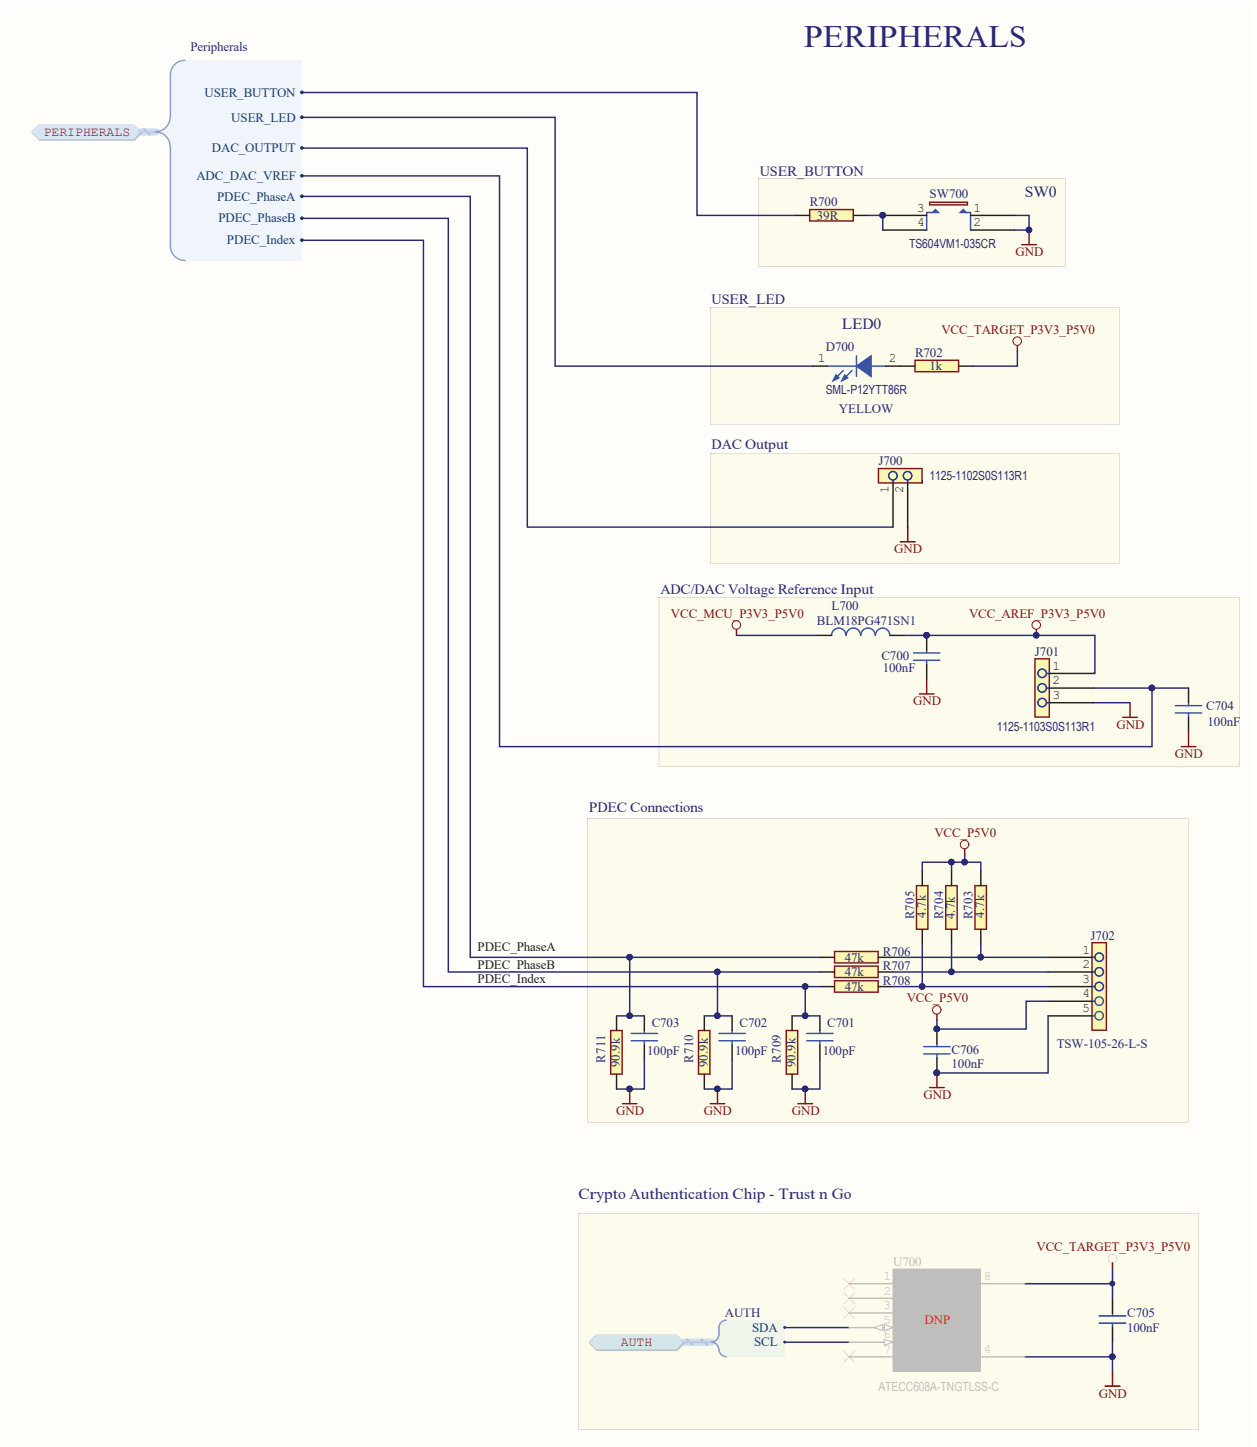 PERIPHERALS
Peripherals
PERIPHERALS
USER_BUTTON
USER_LED
DAC_OUTPUT
ADC_DAC_VREF
PDEC_PhaseA
PDEC_PhaseB
PDEC_Index
USER_BUTTON
R700
39R
SW700
SW0
3
1
4
2
TS604VM1-035CR
GND
USER_LED
LED0
VCC_TARGET_P3V3_P5V0
D700
R702
1
2
1k
SML-P12YTT86R
YELLOW
DAC Output
J700
1125-1102S0S113R1
1
2
GND
ADC/DAC Voltage Reference Input
VCC_MCU_P3V3_P5V0
L700
BLM18PG471SN1
VCC_AREF_P3V3_P5V0
C700
100nF
GND
J701
1
2
3
1125-1103S0S113R1
GND
C704
100nF
GND
PDEC Connections
VCC_P5V0
R705
4.7k
R704
4.7k
R703
4.7k
J702
PDEC_PhaseA
47k
R706
1
PDEC_PhaseB
47k
R707
2
PDEC_Index
47k
R708
3
VCC_P5V0
4
5
R711
90.9k
C703
100pF
R710
90.9k
C702
100pF
R709
90.9k
C701
100pF
C706
100nF
TSW-105-26-L-S
GND
GND
GND
GND
Crypto Authentication Chip - Trust n Go
VCC_TARGET_P3V3_P5V0
U700
1
2
3
5
6
7
8
4
DNP
AUTH
AUTH
SDA
SCL
C705
100nF
ATECC608A-TNGTLSS-C
GND